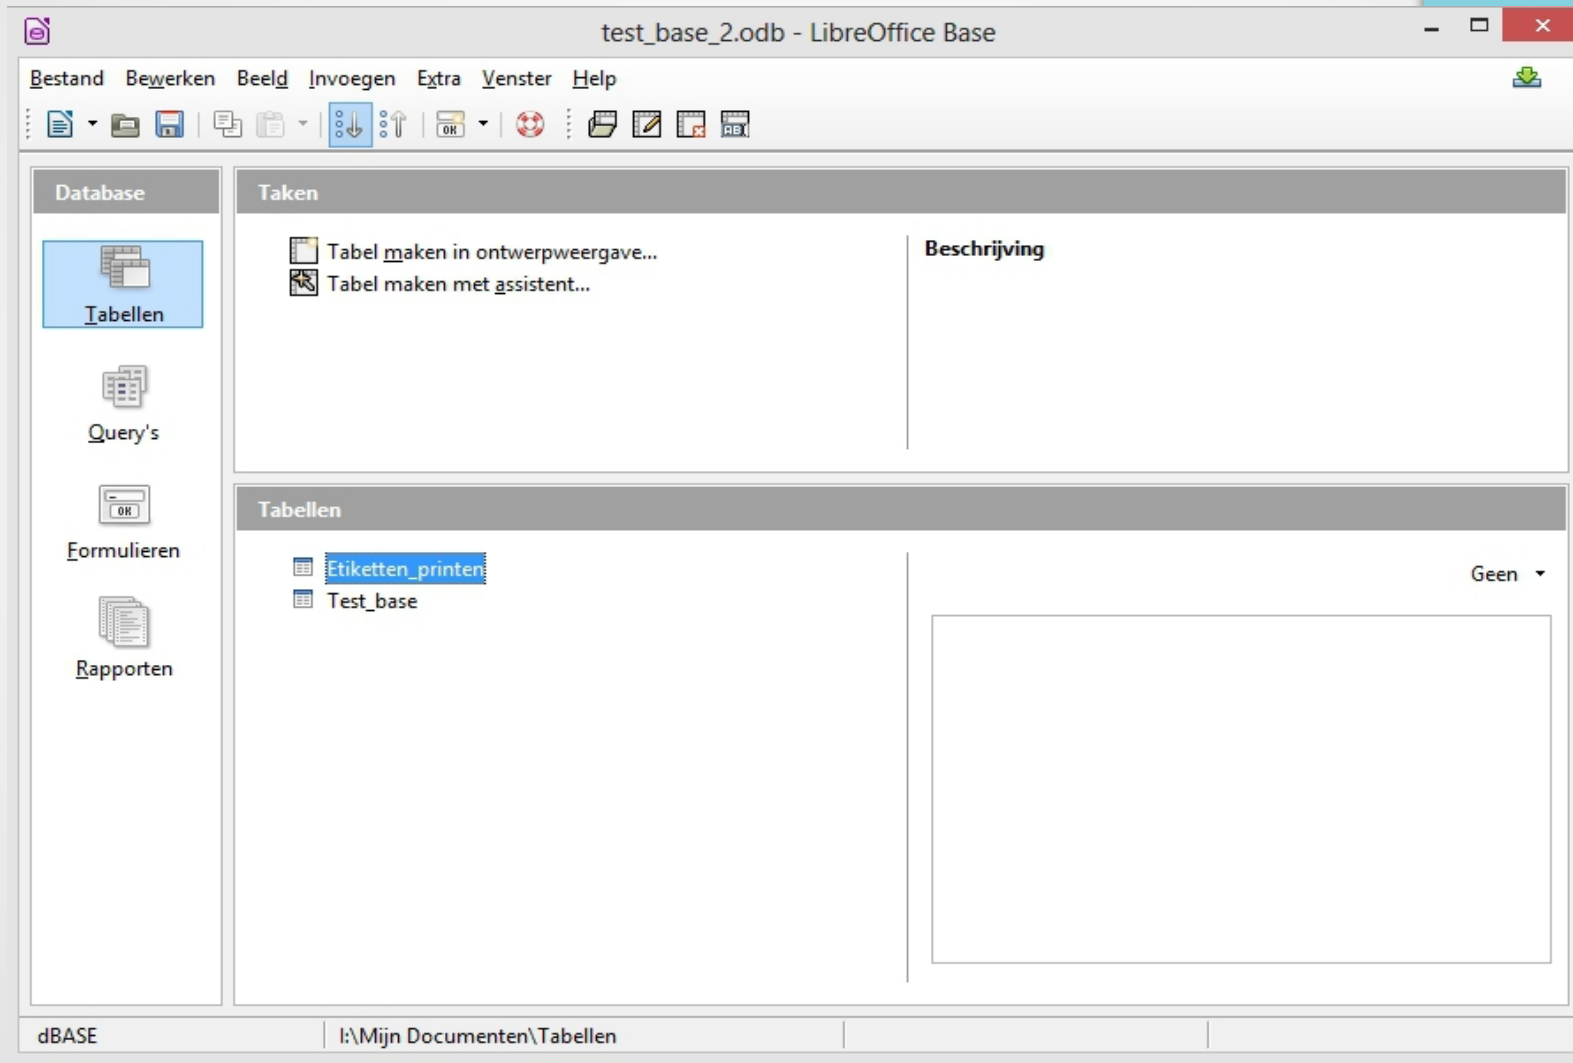 test_base_2.odb - LibreOffice Base
Bestand Bewerken Beeld Invoegen Extra Venster Help
Database
Taken
Tabel maken in ontwerpweergave...
Tabel maken met assistent...
Beschrijving
Tabellen
Query's
Formulieren
Rapporten
Tabellen
Etiketten_printen
Test_base
Geen
dBASE
I:\Mijn Documenten\Tabellen